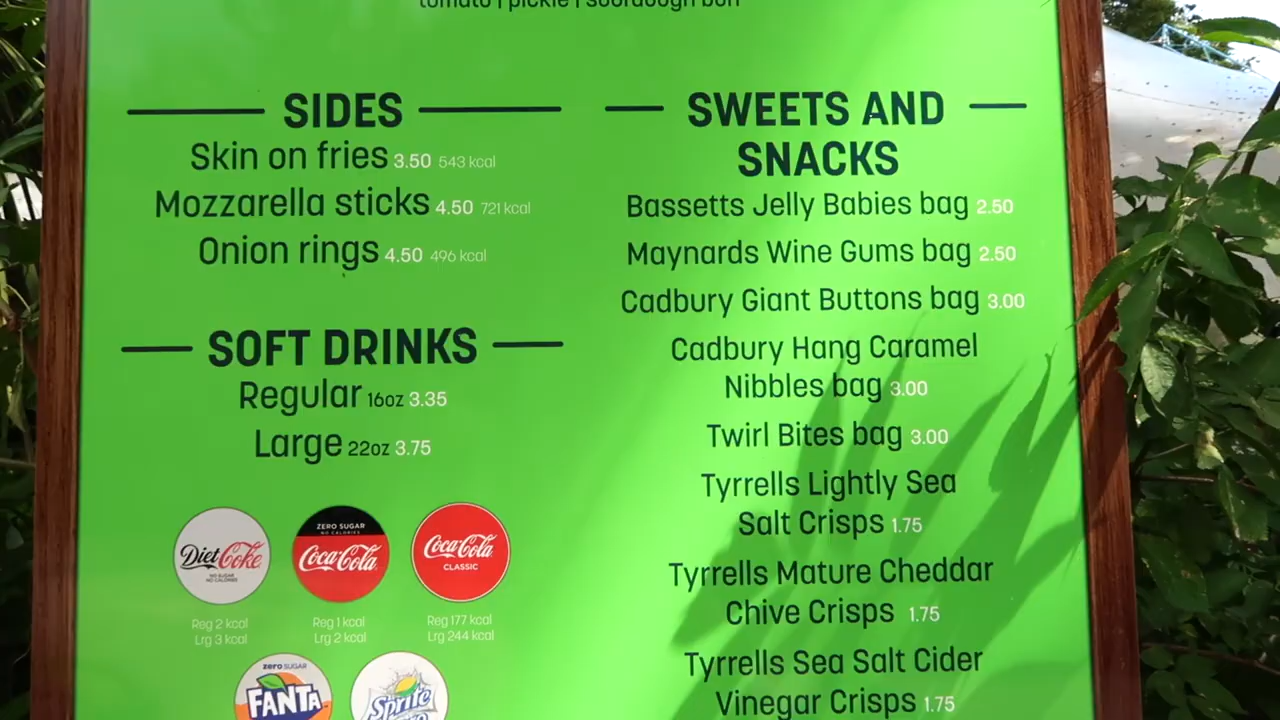 tomato | pickle | sourdough bun
SIDES
Skin on fries 3.50 543 kcal
Mozzarella sticks 4.50 721 kcal
Onion rings 4.50 496 kcal
SOFT DRINKS
Regular 16oz 3.35
Large 22oz 3.75
Diet Coke
NO SUGAR
NO CALORIES
ZERO SUGAR
NO CALORIES
Coca-Cola
Coca-Cola
CLASSIC
Reg 2 kcal
Lrg 3 kcal
Reg 1 kcal
Lrg 2 kcal
Reg 177 kcal
Lrg 244 kcal
zero SUGAR
FANTA
Sprite
SWEETS AND
SNACKS
Bassetts Jelly Babies bag 2.50
Maynards Wine Gums bag 2.50
Cadbury Giant Buttons bag 3.00
Cadbury Hang Caramel
Nibbles bag 3.00
Twirl Bites bag 3.00
Tyrrells Lightly Sea
Salt Crisps 1.75
Tyrrells Mature Cheddar
Chive Crisps 1.75
Tyrrells Sea Salt Cider
Vinegar Crisps 1.75